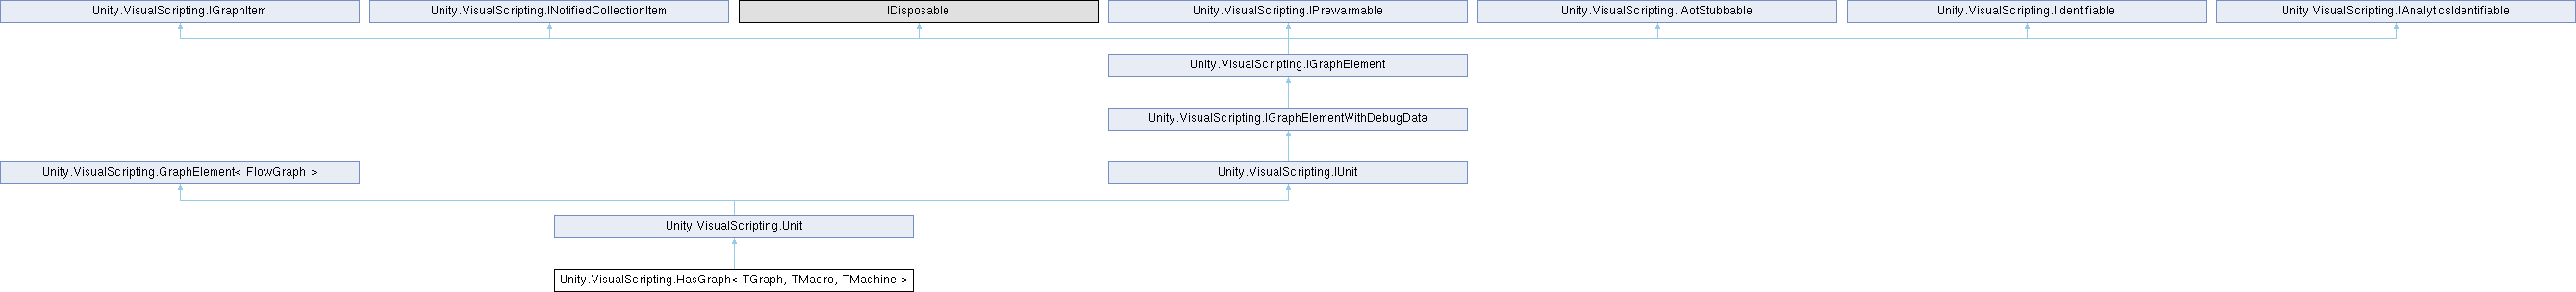 Unity.VisualScripting.IGraphItem
Unity.VisualScripting.INotifiedCollectionItem
IDisposable
Unity.VisualScripting.IPrewarmable
Unity.VisualScripting.IAotStubbable
Unity.VisualScripting.IIdentifiable
Unity.VisualScripting.IAnalyticsIdentifiable
Unity.VisualScripting.IGraphElement
Unity.VisualScripting.IGraphElementWithDebugData
Unity.VisualScripting.GraphElement< FlowGraph >
Unity.VisualScripting.IUnit
Unity.VisualScripting.Unit
Unity.VisualScripting.HasGraph< TGraph, TMacro, TMachine >